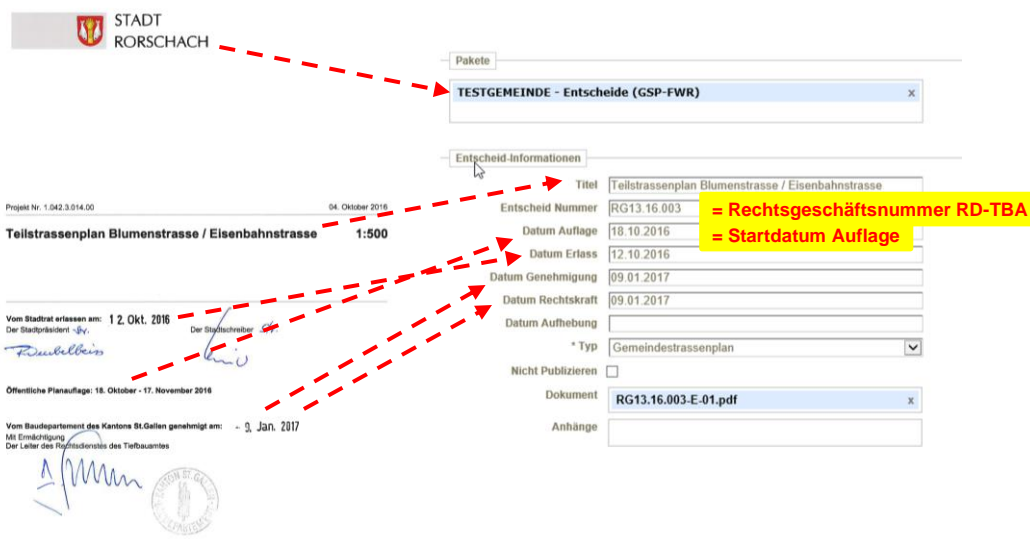 STADT
RORSCHACH
Projekt Nr. 1.042.3.014.00 04. Oktober 2016
Teilstrassenplan Blumenstrasse / Eisenbahnstrasse 1:500
Vom Stadtrat erlassen am: 12. Okt. 2016
Der Stadtpräsident Der Stadtschreiber
Öffentliche Planauflage: 18. Oktober - 17. November 2016
Vom Baudepartement des Kantons St.Gallen genehmigt am: - 9. Jan. 2017
Mit Ermächtigung
Der Leiter des Rechtsdienstes des Tiefbauamtes
Pakete
TESTGEMEINDE - Entscheide (GSP-FWR) x
Entscheid-Informationen
Titel Teilstrassenplan Blumenstrasse / Eisenbahnstrasse
Entscheid Nummer RG13.16.003 = Rechtsgeschäftsnummer RD-TBA
Datum Auflage 18.10.2016 = Startdatum Auflage
Datum Erlass 12.10.2016
Datum Genehmigung 09.01.2017
Datum Rechtskraft 09.01.2017
Datum Aufhebung
* Typ Gemeindestrassenplan
Nicht Publizieren
Dokument RG13.16.003-E-01.pdf x
Anhänge